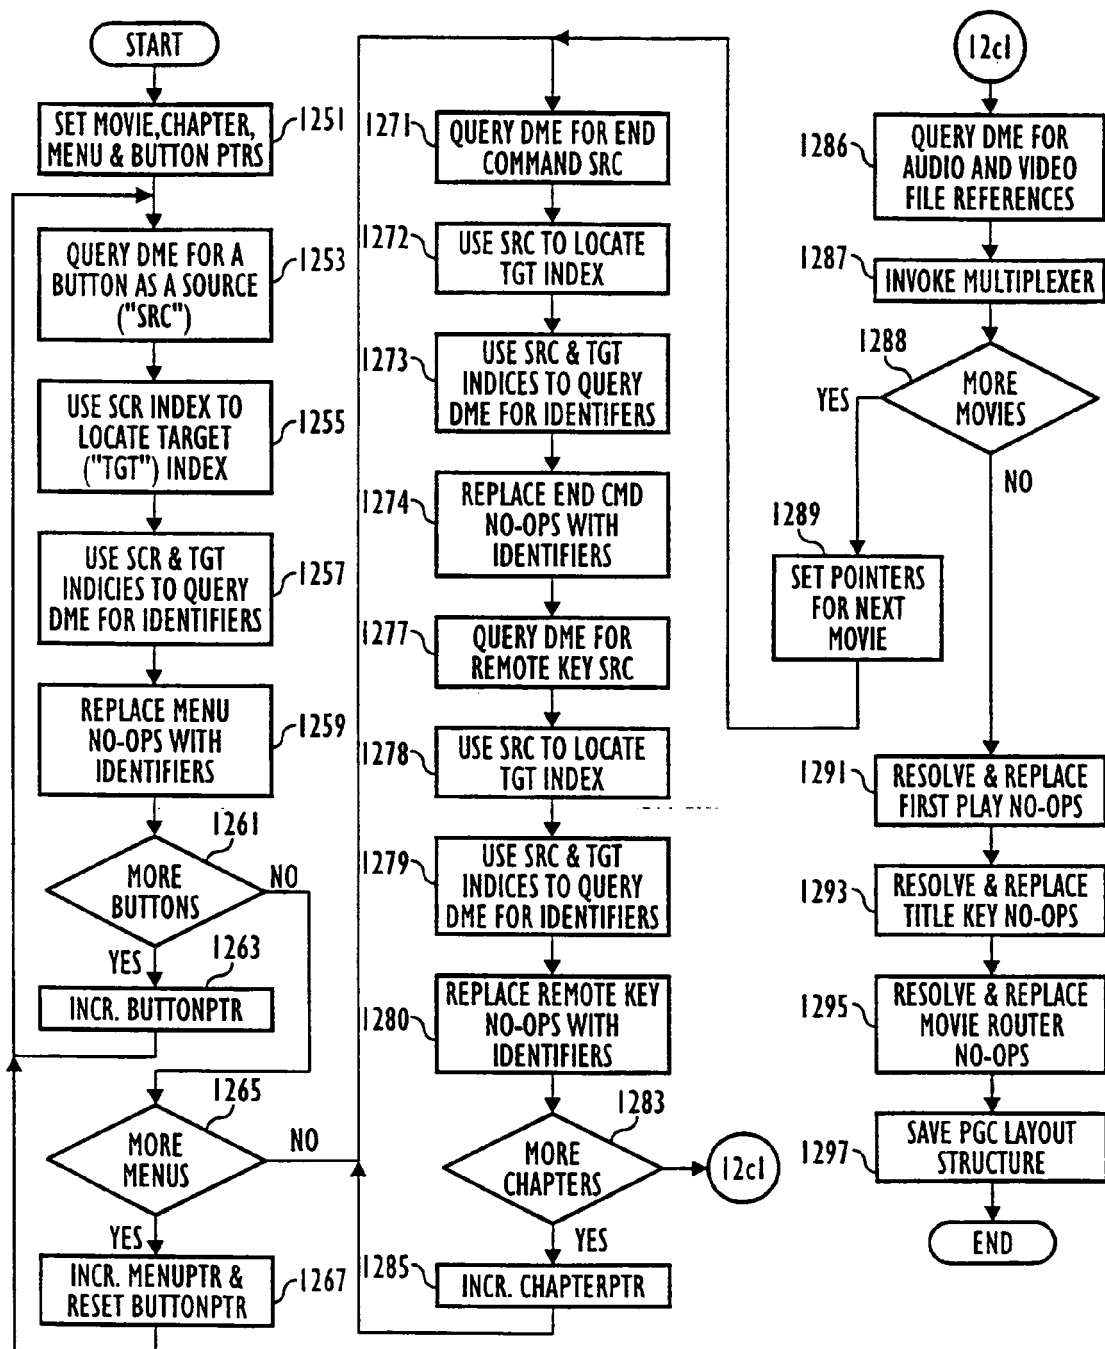 START
SET MOVIE,CHAPTER,
MENU & BUTTON PTRS
1251
QUERY DME FOR A
BUTTON AS A SOURCE
("SRC")
1253
USE SCR INDEX TO
LOCATE TARGET
("TGT") INDEX
1255
USE SCR & TGT
INDICIES TO QUERY
DME FOR IDENTIFIERS
1257
REPLACE MENU
NO-OPS WITH
IDENTIFIERS
1259
1261
MORE
BUTTONS
NO
YES
1263
INCR. BUTTONPTR
1265
MORE
MENUS
NO
YES
INCR. MENUPTR &
RESET BUTTONPTR
1267
1271
QUERY DME FOR END
COMMAND SRC
1272
USE SRC TO LOCATE
TGT INDEX
1273
USE SRC & TGT
INDICES TO QUERY
DME FOR IDENTIFERS
1274
REPLACE END CMD
NO-OPS WITH
IDENTIFIERS
1277
QUERY DME FOR
REMOTE KEY SRC
1278
USE SRC TO LOCATE
TGT INDEX
1279
USE SRC & TGT
INDICES TO QUERY
DME FOR IDENTIFIERS
1280
REPLACE REMOTE KEY
NO-OPS WITH
IDENTIFIERS
1283
MORE
CHAPTERS
12c1
YES
1285
INCR. CHAPTERPTR
12c1
1286
QUERY DME FOR
AUDIO AND VIDEO
FILE REFERENCES
1287
INVOKE MULTIPLEXER
1288
MORE
MOVIES
YES
NO
1289
SET POINTERS
FOR NEXT
MOVIE
1291
RESOLVE & REPLACE
FIRST PLAY NO-OPS
1293
RESOLVE & REPLACE
TITLE KEY NO-OPS
1295
RESOLVE & REPLACE
MOVIE ROUTER
NO-OPS
1297
SAVE PGC LAYOUT
STRUCTURE
END